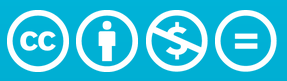 cc
$
=